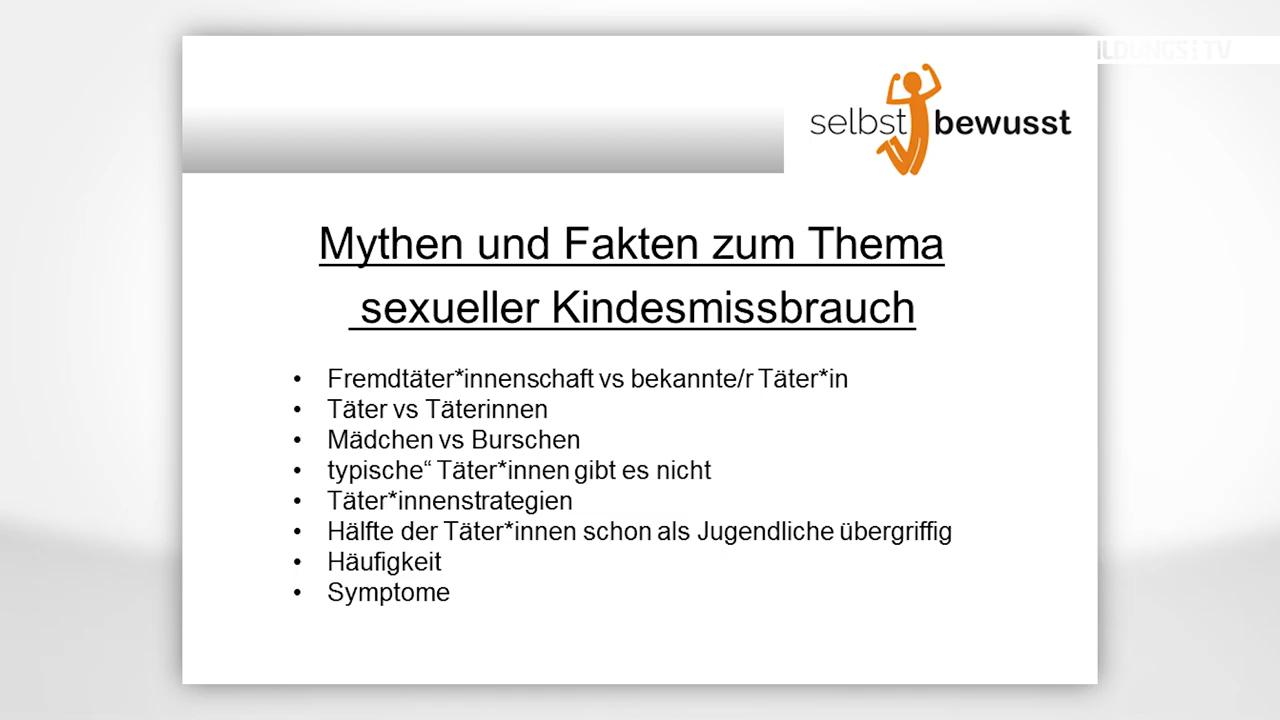 BILDUNGS|TV
selbst bewusst
Mythen und Fakten zum Thema
sexueller Kindesmissbrauch
• Fremdtäter*innenschaft vs bekannte/r Täter*in
• Täter vs Täterinnen
• Mädchen vs Burschen
• typische“ Täter*innen gibt es nicht
• Täter*innenstrategien
• Hälfte der Täter*innen schon als Jugendliche übergriffig
• Häufigkeit
• Symptome